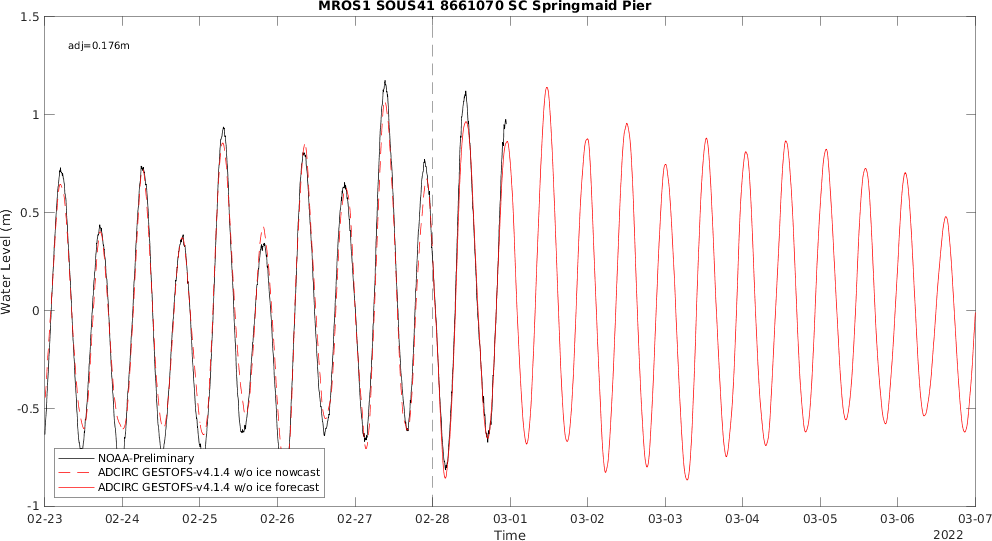 MROS1 SOUS41 8661070 SC Springmaid Pier
adj=0.176m
1.5
1
0.5
0
-0.5
-1
Water Level (m)
NOAA-Preliminary
ADCIRC GESTOFS-v4.1.4 w/o ice nowcast
ADCIRC GESTOFS-v4.1.4 w/o ice forecast
02-23 02-24 02-25 02-26 02-27 02-28 03-01 03-02 03-03 03-04 03-05 03-06 03-07
Time
2022